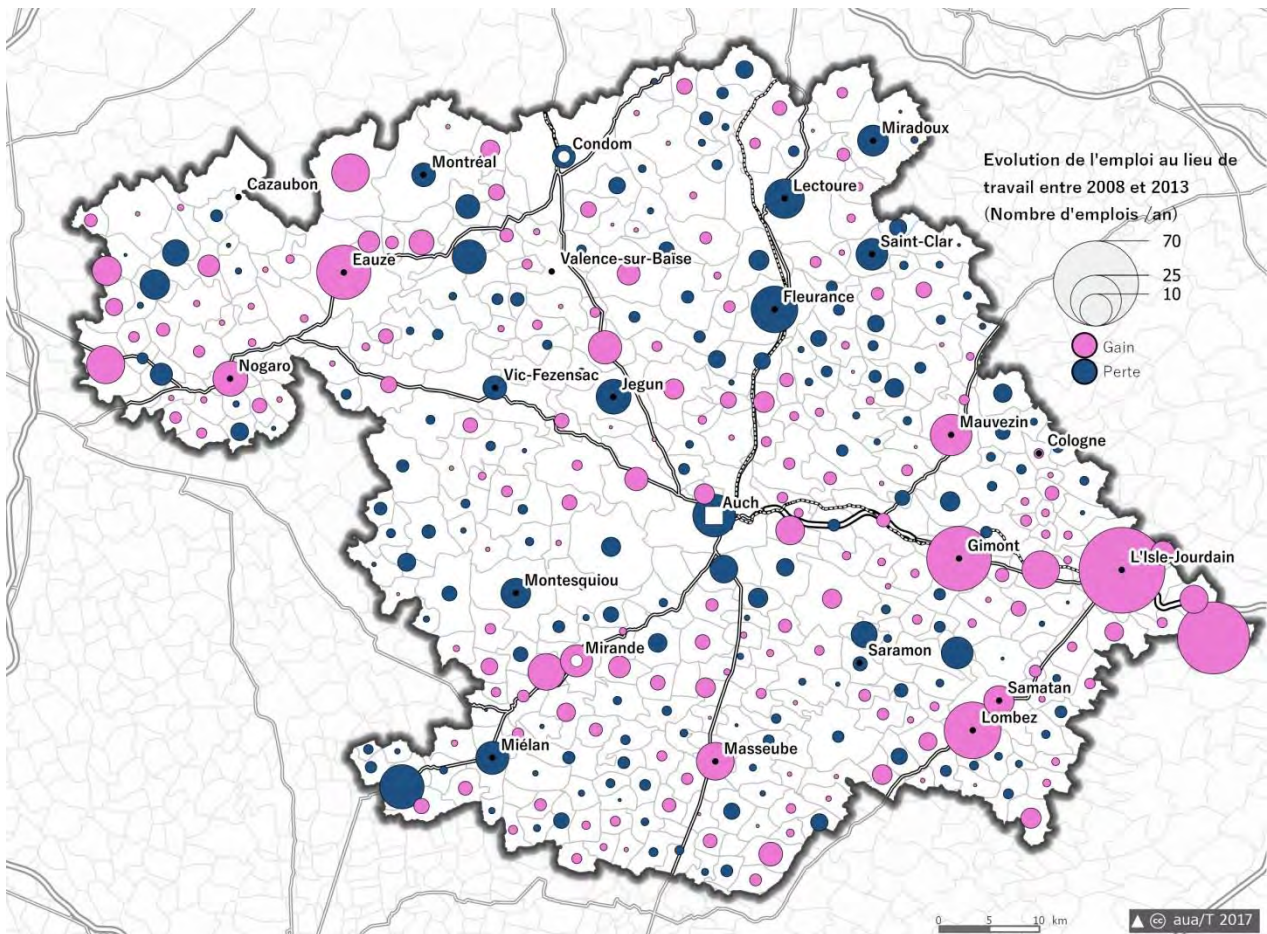 Condom
Miradoux
Montréal
Evolution de l'emploi au lieu de
travail entre 2008 et 2013
(Nombre d'emplois /an)
Cazaubon
Lectoure
70
Saint-Clar
Eauze
Valence-sur-Baïse
25
10
Fleurance
Gain
Perte
Nogaro
Vic-Fezensac
Jegun
Mauvezin
Cologne
Auch
Gimont
L'Isle-Jourdain
Montesquiou
Mirande
Saramon
Samatan
Lombez
Miélan
Masseube
0 5 10 km
cc aua/T 2017